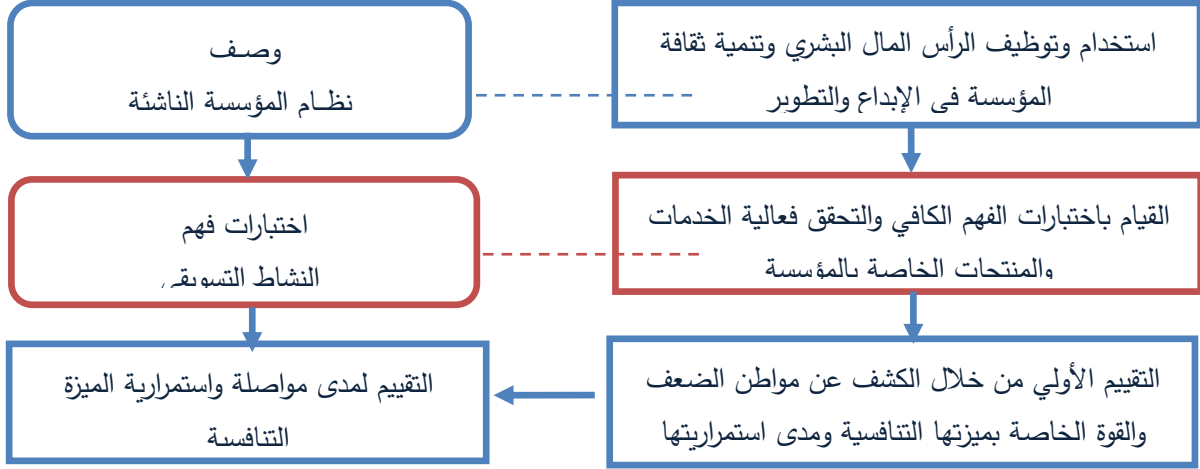 استخدام وتوظيف الرأس المال البشري وتنمية ثقافة
المؤسسة في الإبداع والتطوير
وصف
نظام المؤسسة الناشئة
القيام باختبارات الفهم الكافي والتحقق فعالية الخدمات
والمنتجات الخاصة بالمؤسسة
اختبارات فهم
النشاط التسويقي
التقييم الأولي من خلال الكشف عن مواطن الضعف
والقوة الخاصة بميزتها التنافسية ومدى استمراريتها
التقييم لمدى مواصلة واستمرارية الميزة
التنافسية